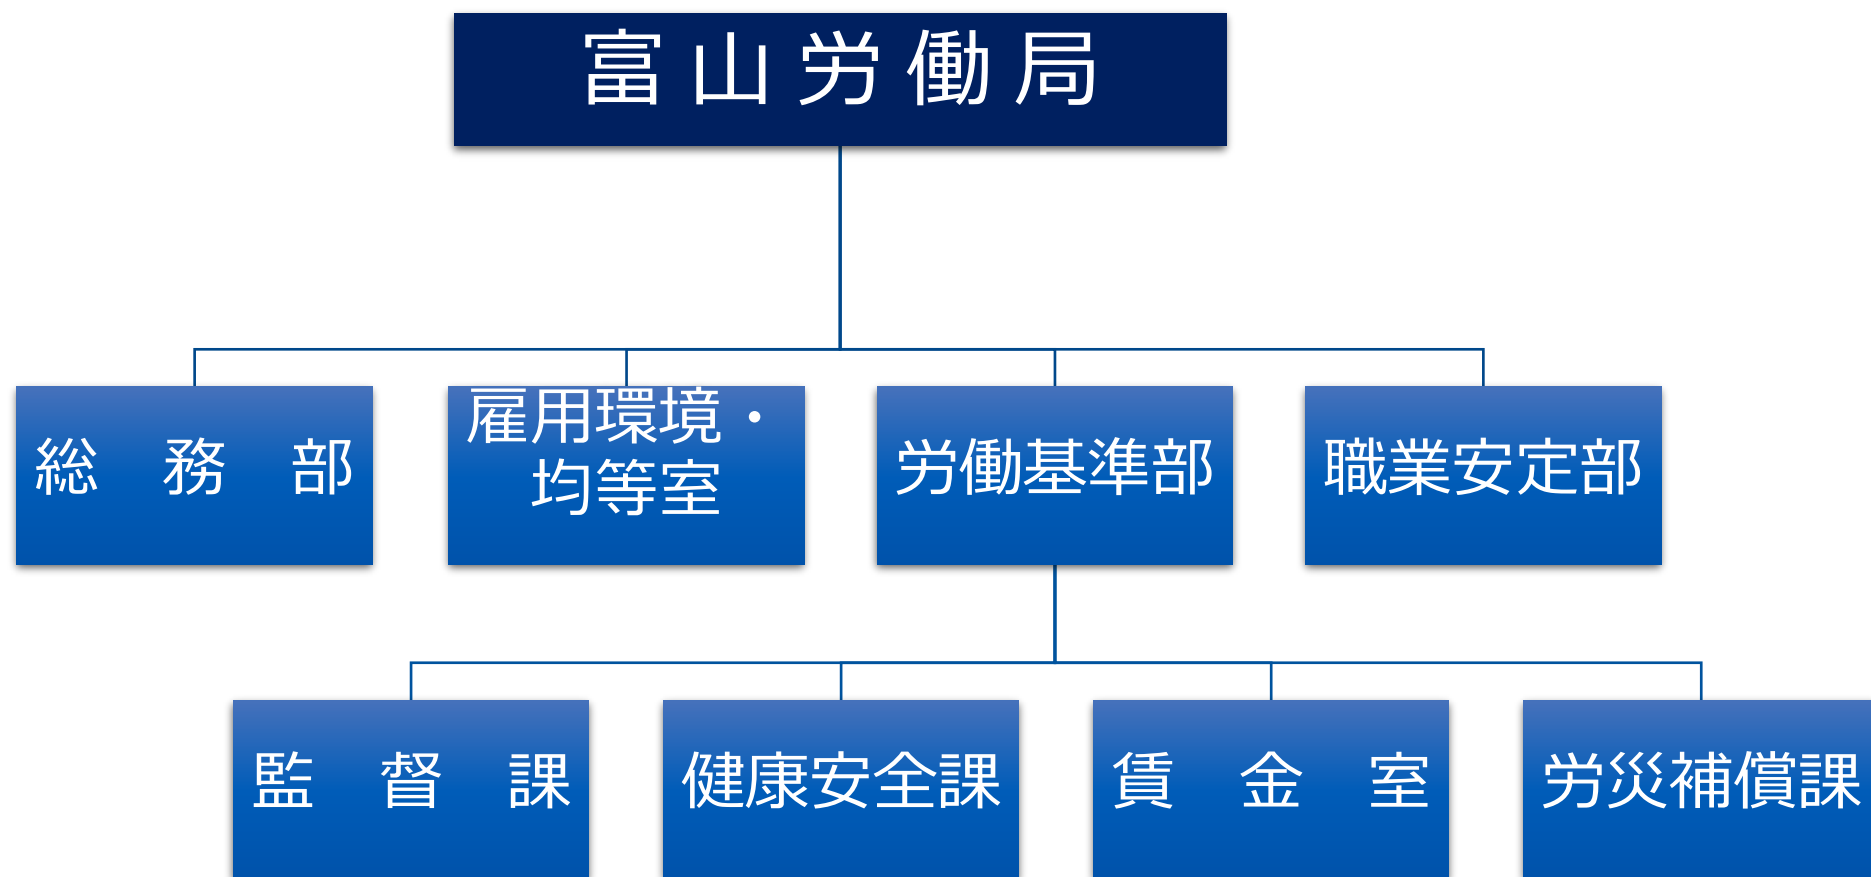 富山労働局
総　務　部
雇用環境・
均等室
労働基準部
職業安定部
監　督　課
健康安全課
賃　金　室
労災補償課